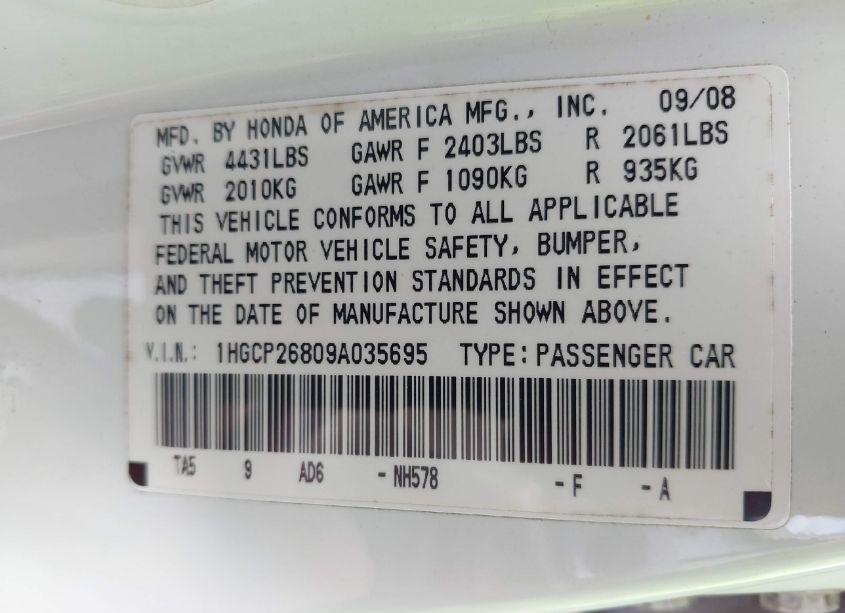 MFD. BY HONDA OF AMERICA MFG., INC. 09/08
GVWR 4431LBS GAWR F 2403LBS R 2061LBS
GVWR 2010KG GAWR F 1090KG R 935KG
THIS VEHICLE CONFORMS TO ALL APPLICABLE
FEDERAL MOTOR VEHICLE SAFETY, BUMPER,
AND THEFT PREVENTION STANDARDS IN EFFECT
ON THE DATE OF MANUFACTURE SHOWN ABOVE.
V.I.N.: 1HGCP26809A035695 TYPE: PASSENGER CAR
TA5 9 AD6 - NH578 - F - A